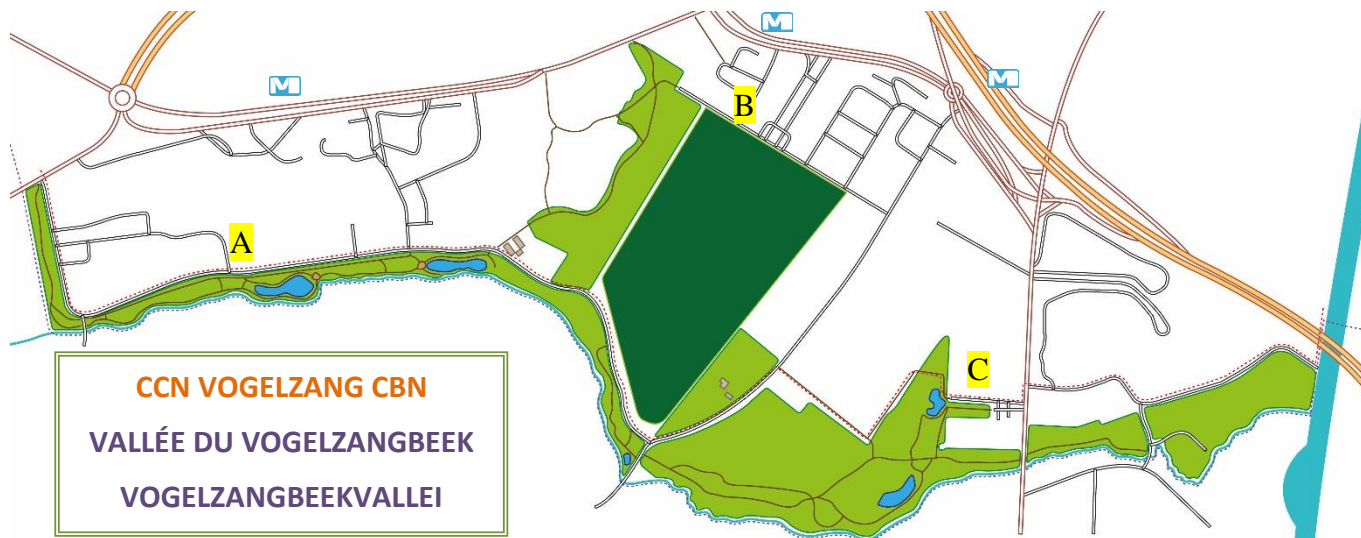 M
M
M
B
A
C
CCN VOGELZANG CBN
VALLÉE DU VOGELZANGBEEK
VOGELZANGBEEKVALLEI